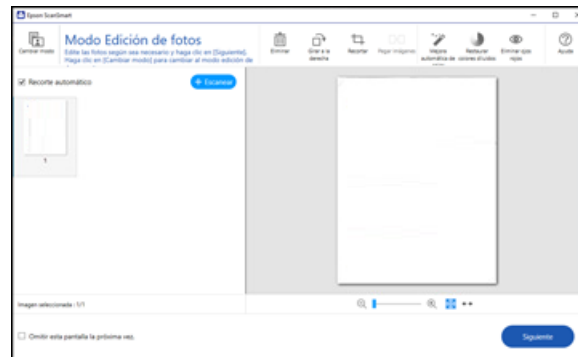 Epson ScanSmart
Cambiar modo
Modo Edición de fotos
Edite las fotos según sea necesario y haga clic en [Siguiente].
Haga clic en [Cambiar modo] para cambiar al modo edición de
Eliminar
Girar a la
derecha
Recortar
Pegar imágenes
Mejora
automática de
Restaurar
colores diluidos
Eliminar ojos
rojos
Ayuda
Recorte automático
+ Escanear
1
Imagen seleccionada : 1/1
Omitir esta pantalla la próxima vez.
Siguiente